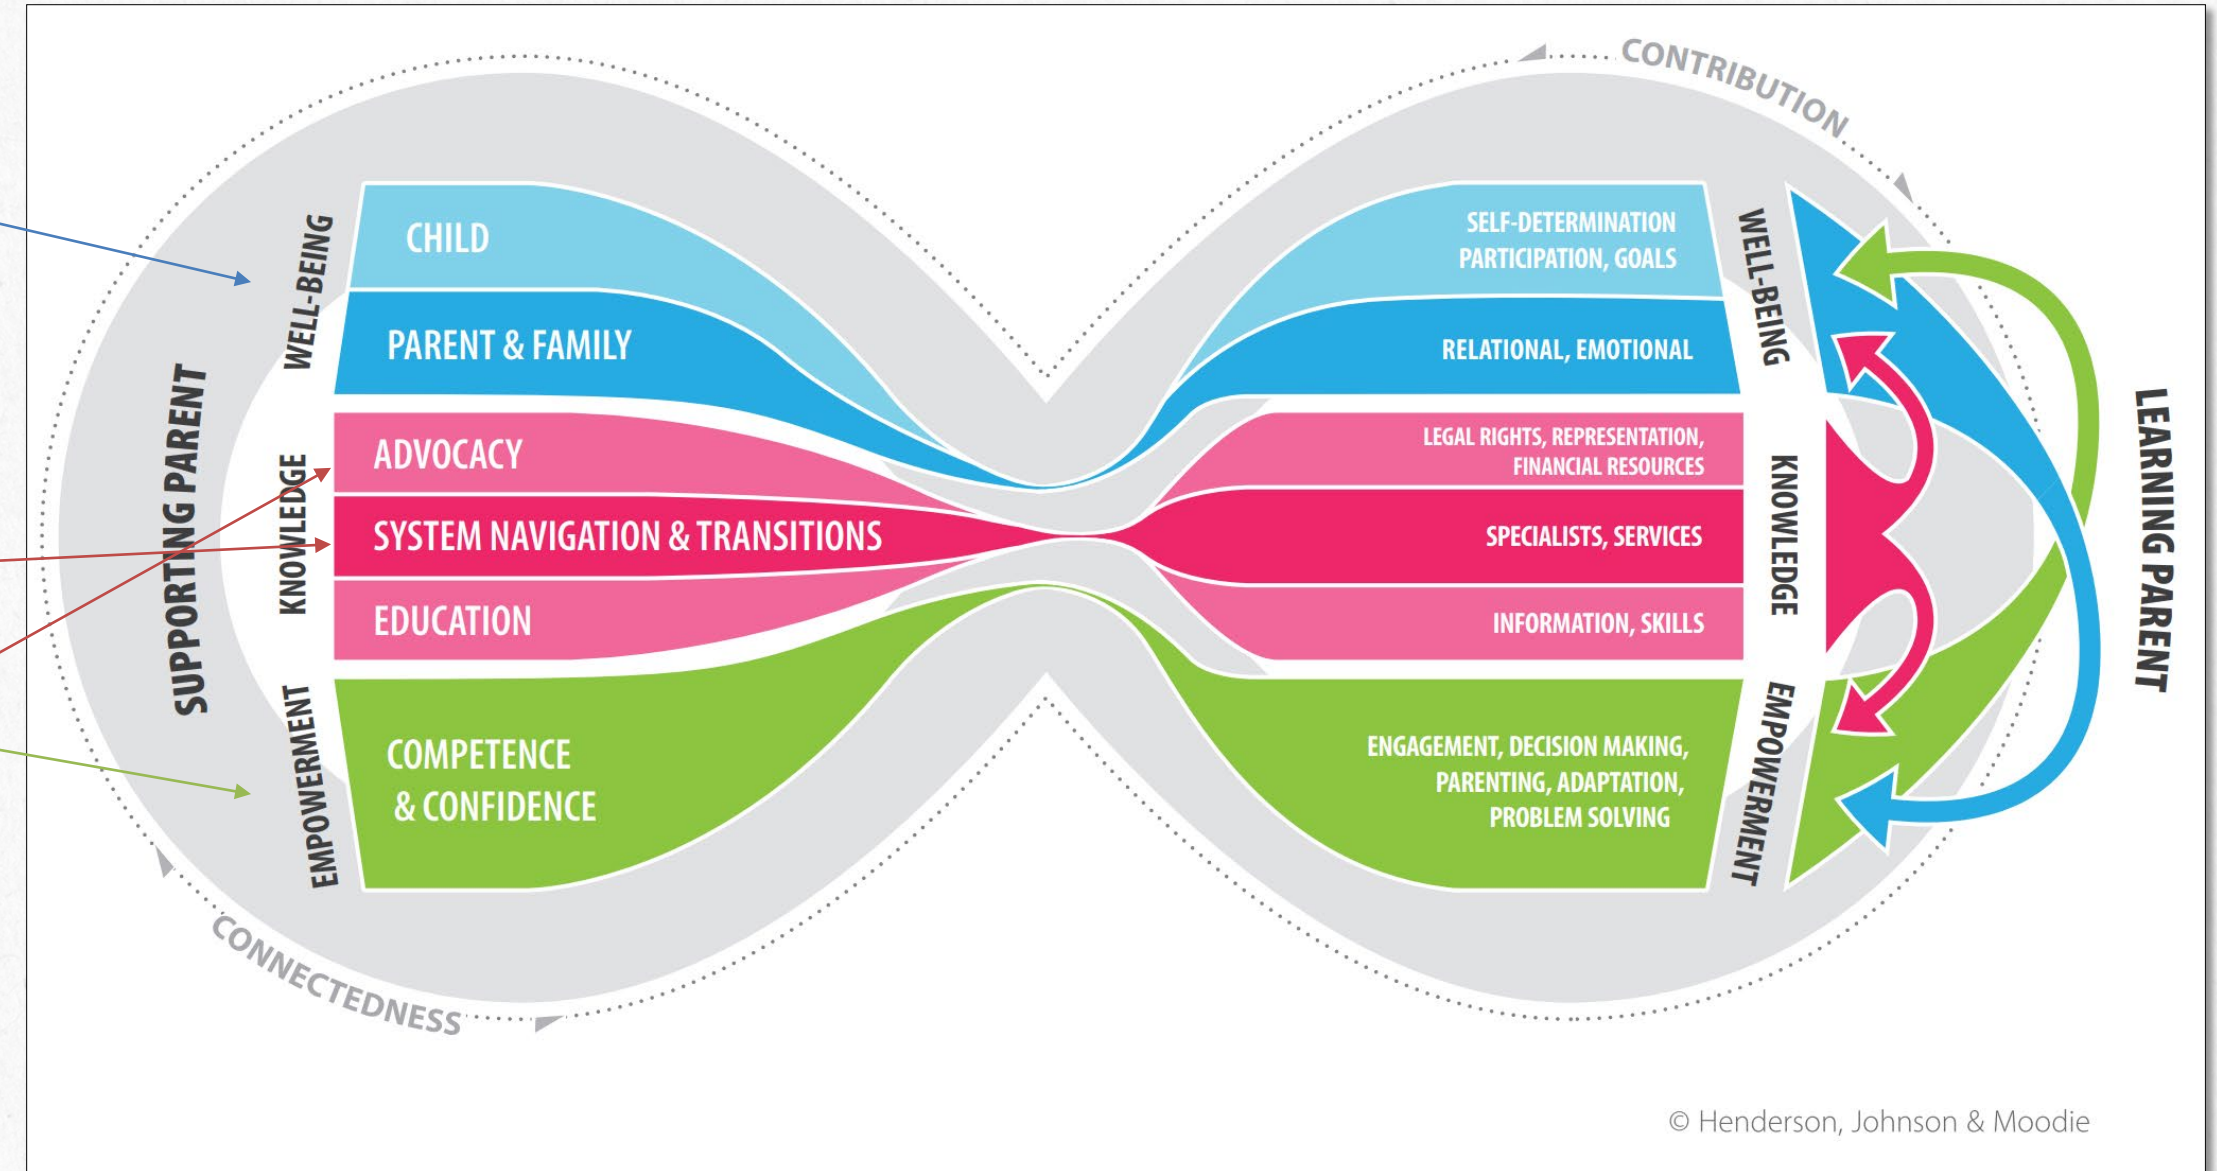 CONTRIBUTION
SUPPORTING PARENT
WELL-BEING
CHILD
PARENT & FAMILY
KNOWLEDGE
ADVOCACY
SYSTEM NAVIGATION & TRANSITIONS
EDUCATION
EMPOWERMENT
COMPETENCE
& CONFIDENCE
CONNECTEDNESS
SELF-DETERMINATION
PARTICIPATION, GOALS
RELATIONAL, EMOTIONAL
WELL-BEING
LEGAL RIGHTS, REPRESENTATION,
FINANCIAL RESOURCES
SPECIALISTS, SERVICES
INFORMATION, SKILLS
KNOWLEDGE
ENGAGEMENT, DECISION MAKING,
PARENTING, ADAPTATION,
PROBLEM SOLVING
EMPOWERMENT
LEARNING PARENT
© Henderson, Johnson & Moodie